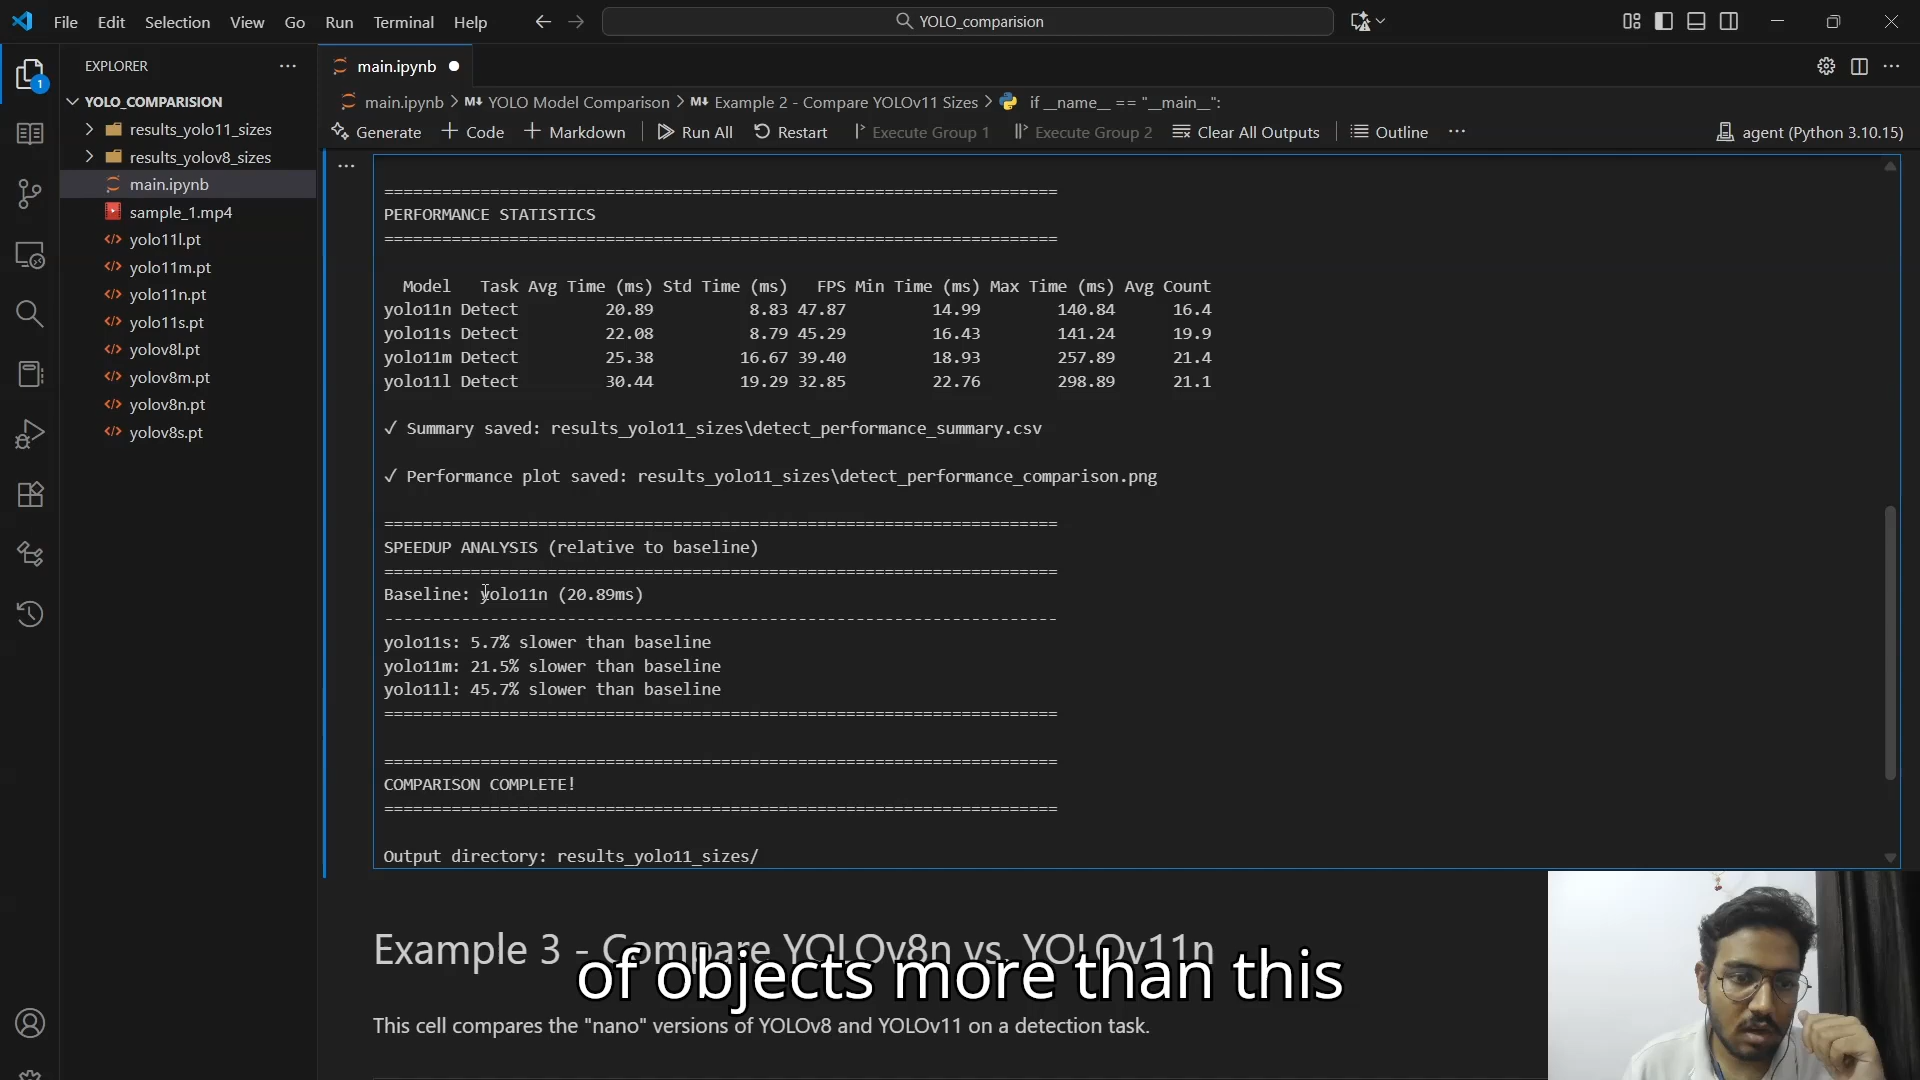 File Edit Selection View Go Run Terminal Help
YOLO_comparision
EXPLORER
main.ipynb
YOLO_COMPARISION
results_yolo11_sizes
results_yolov8_sizes
main.ipynb
sample_1.mp4
yolo11l.pt
yolo11m.pt
yolo11n.pt
yolo11s.pt
yolov8l.pt
yolov8m.pt
yolov8n.pt
yolov8s.pt
1
main.ipynb > M↓ YOLO Model Comparison > M↓ Example 2 - Compare YOLOv11 Sizes > if __name__ == "__main__":
Generate + Code + Markdown | Run All Restart Execute Group 1 Execute Group 2 Clear All Outputs | Outline ... agent (Python 3.10.15)
======================================================================
PERFORMANCE STATISTICS
======================================================================
Model Task Avg Time (ms) Std Time (ms) FPS Min Time (ms) Max Time (ms) Avg Count
yolo11n Detect 20.89 8.83 47.87 14.99 140.84 16.4
yolo11s Detect 22.08 8.79 45.29 16.43 141.24 19.9
yolo11m Detect 25.38 16.67 39.40 18.93 257.89 21.4
yolo11l Detect 30.44 19.29 32.85 22.76 298.89 21.1
✓ Summary saved: results_yolo11_sizes\detect_performance_summary.csv
✓ Performance plot saved: results_yolo11_sizes\detect_performance_comparison.png
======================================================================
SPEEDUP ANALYSIS (relative to baseline)
======================================================================
Baseline: yolo11n (20.89ms)
----------------------------------------------------------------------
yolo11s: 5.7% slower than baseline
yolo11m: 21.5% slower than baseline
yolo11l: 45.7% slower than baseline
======================================================================
======================================================================
COMPARISON COMPLETE!
======================================================================
Output directory: results_yolo11_sizes/
Example 3 - Compare YOLOv8n vs. YOLOv11n
of objects more than this
This cell compares the "nano" versions of YOLOv8 and YOLOv11 on a detection task.